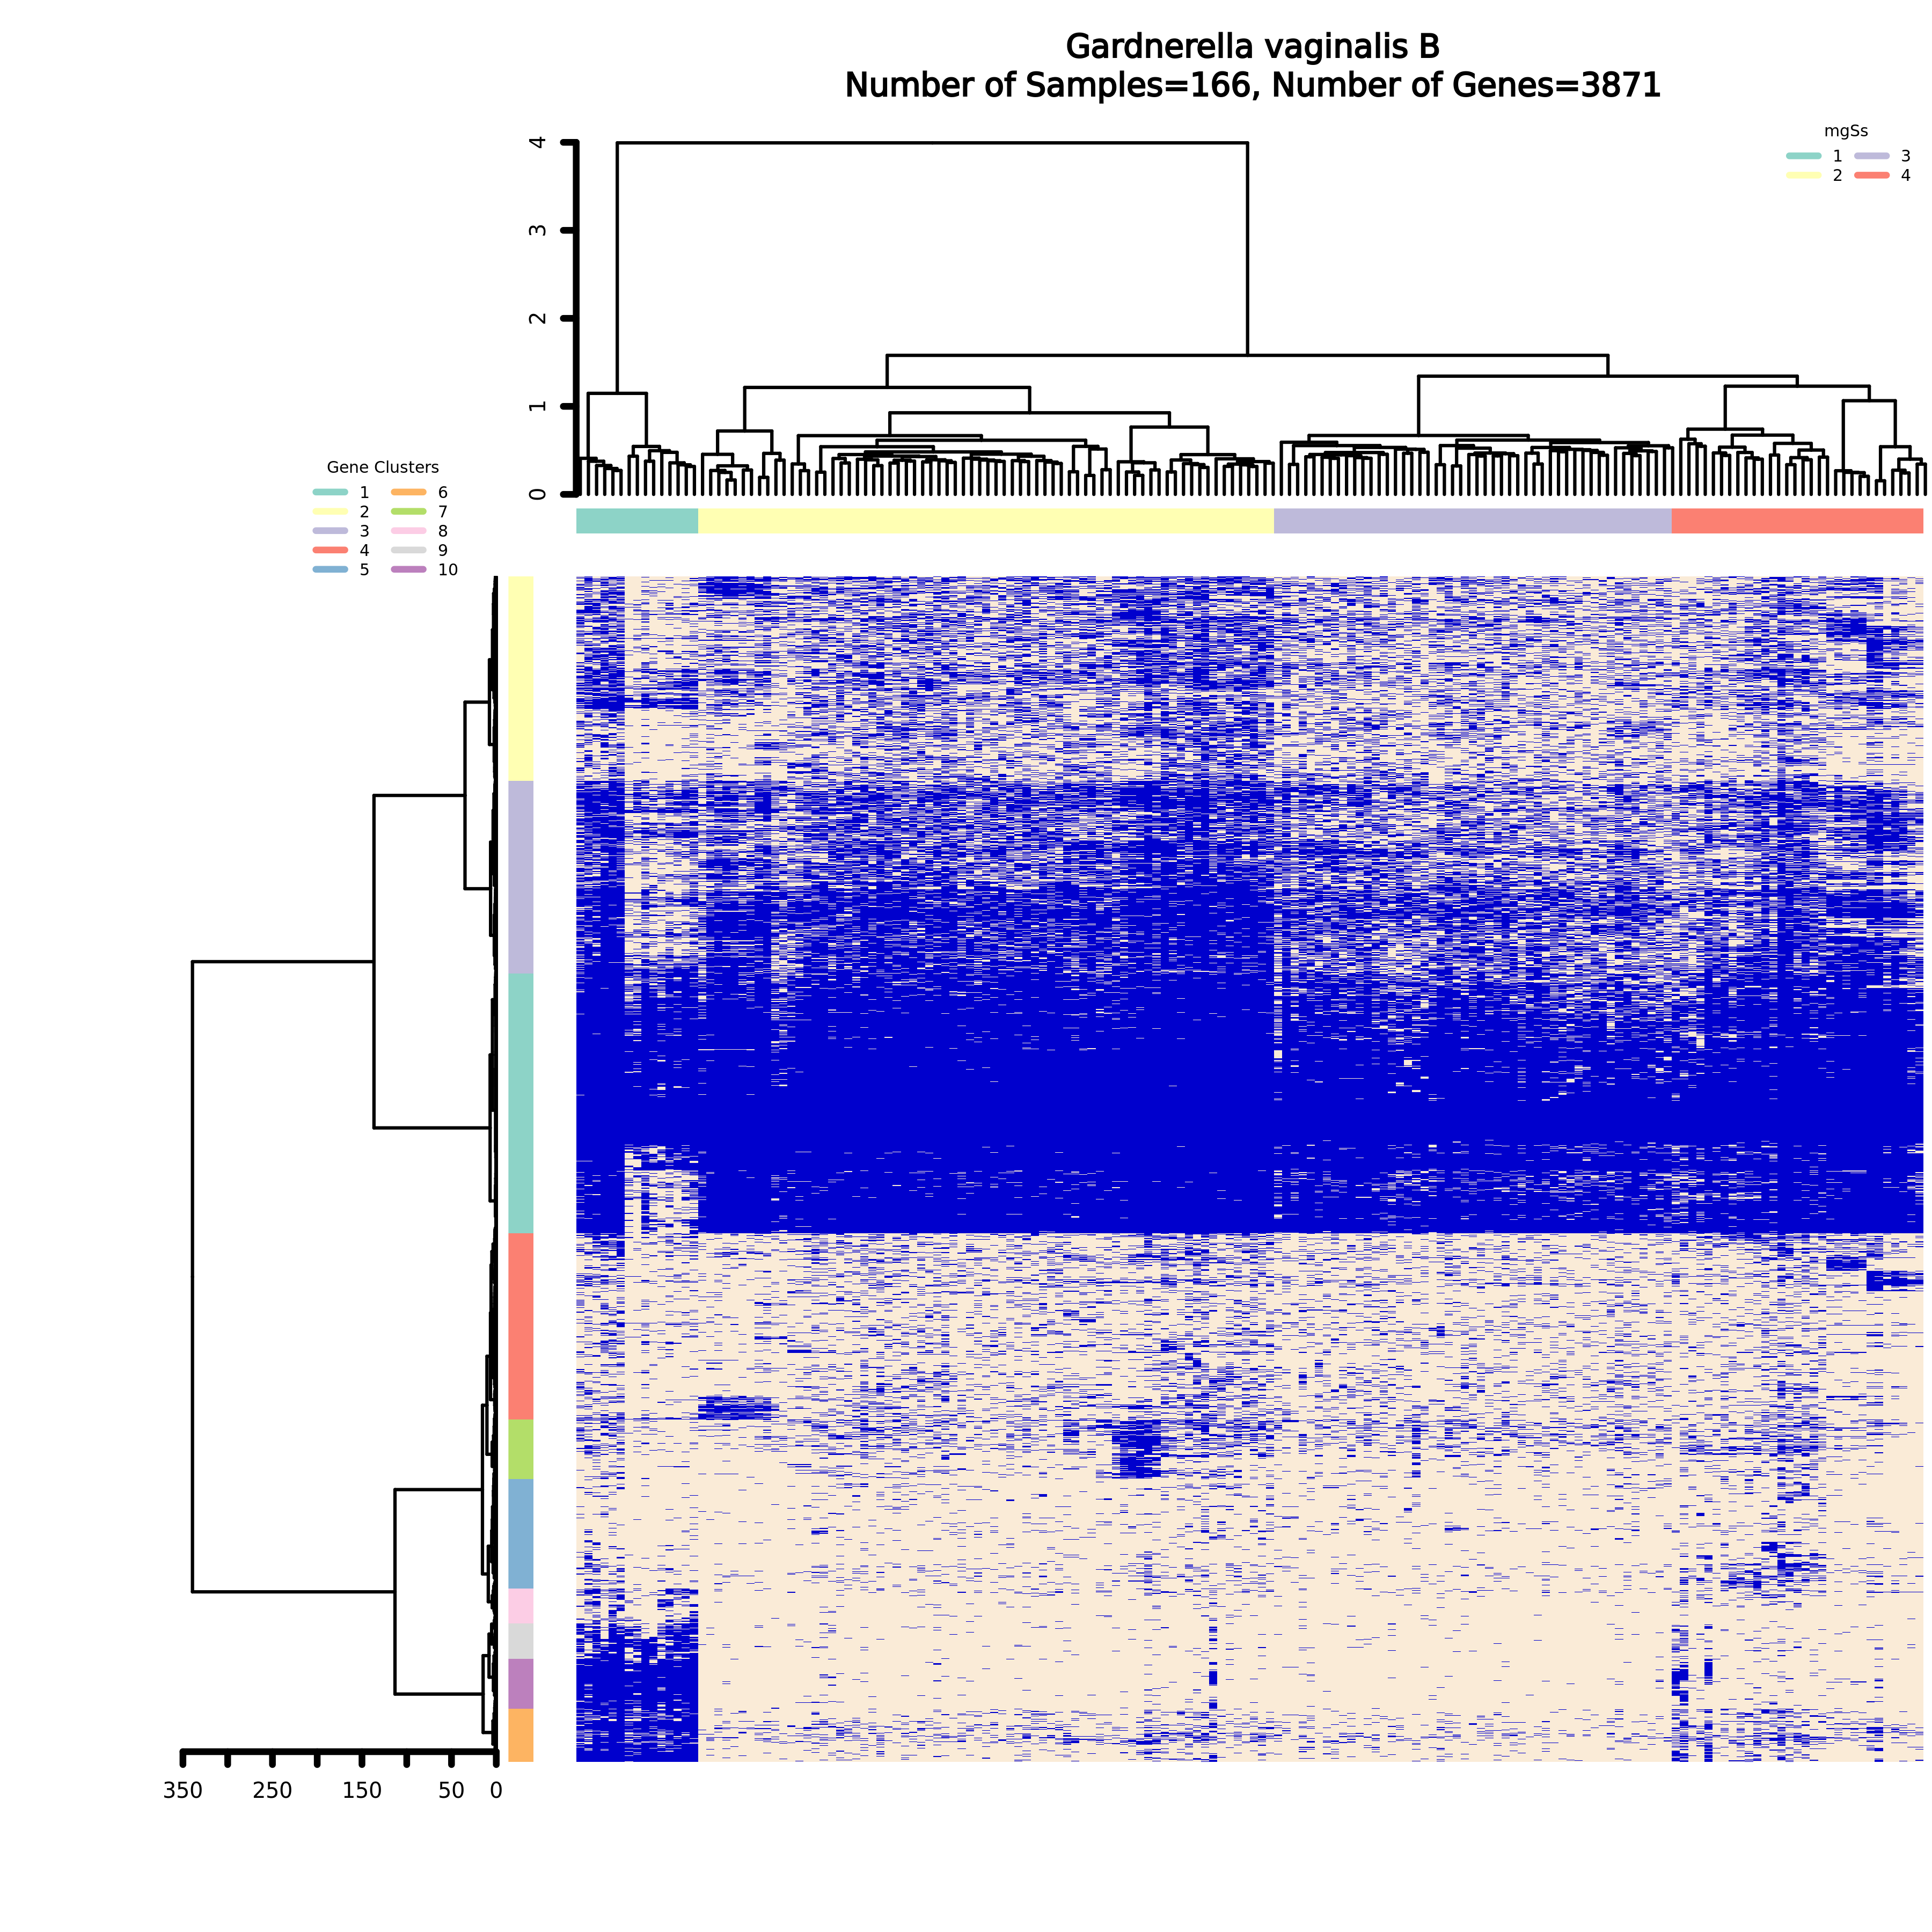 Gardnerella vaginalis B
Number of Samples=166, Number of Genes=3871
mgSs
1 3
2 4
4
3
2
1
0
Gene Clusters
1 6
2 7
3 8
4 9
5 10
350 250 150 50 0